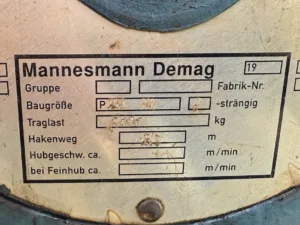 Mannesmann Demag 19
Gruppe Fabrik-Nr.
Baugröße P -strängig
Traglast kg
Hakenweg m
Hubgeschw. ca. m/min
bei Feinhub ca. m/min